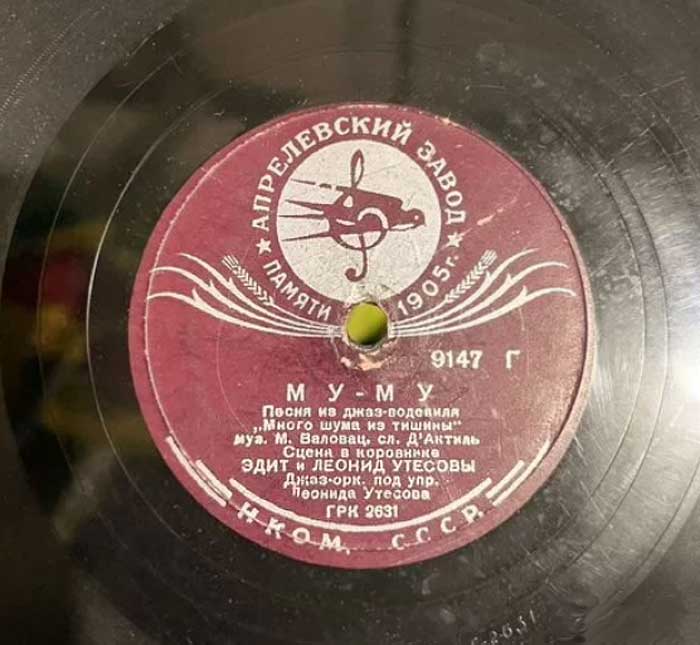 ★ АПРЕЛЕВСКИЙ ЗАВОД ★
ПАМЯТИ 1905 г.
9147 Г
МУ-МУ
Песня из джаз-водевиля
„Много шума из тишины"
муз. М. Воловац, сл. Д'Актиль
Сцена в коровнике
ЭДИТ и ЛЕОНИД УТЕСОВЫ
Джаз-орк. под упр.
Леонида Утесова
ГРК 2631
НКОМ. СССР.